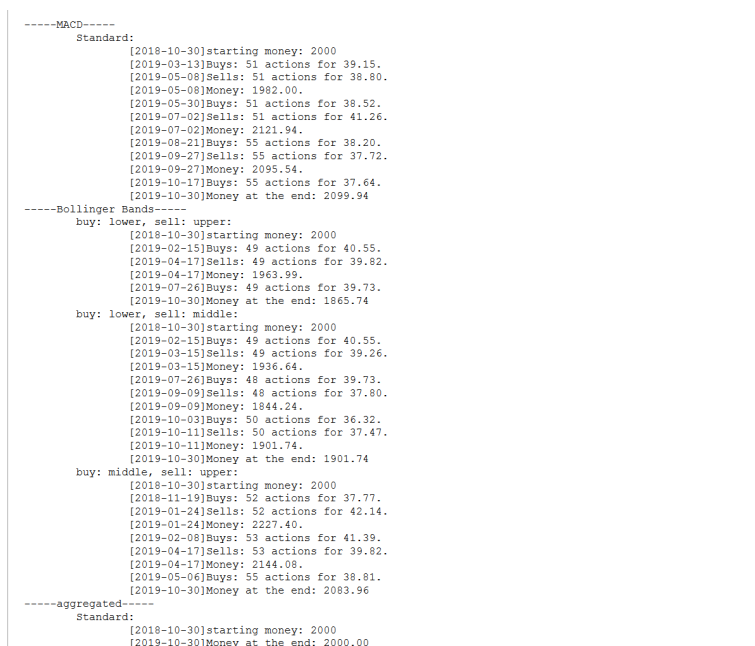 -----MACD-----
Standard:
[2018-10-30]starting money: 2000
[2019-03-13]Buys: 51 actions for 39.15.
[2019-05-08]Sells: 51 actions for 38.80.
[2019-05-08]Money: 1982.00.
[2019-05-30]Buys: 51 actions for 38.52.
[2019-07-02]Sells: 51 actions for 41.26.
[2019-07-02]Money: 2121.94.
[2019-08-21]Buys: 55 actions for 38.20.
[2019-09-27]Sells: 55 actions for 37.72.
[2019-09-27]Money: 2095.54.
[2019-10-17]Buys: 55 actions for 37.64.
[2019-10-30]Money at the end: 2099.94
-----Bollinger Bands-----
buy: lower, sell: upper:
[2018-10-30]starting money: 2000
[2019-02-15]Buys: 49 actions for 40.55.
[2019-04-17]Sells: 49 actions for 39.82.
[2019-04-17]Money: 1963.99.
[2019-07-26]Buys: 49 actions for 39.73.
[2019-10-30]Money at the end: 1865.74
buy: lower, sell: middle:
[2018-10-30]starting money: 2000
[2019-02-15]Buys: 49 actions for 40.55.
[2019-03-15]Sells: 49 actions for 39.26.
[2019-03-15]Money: 1936.64.
[2019-07-26]Buys: 48 actions for 39.73.
[2019-09-09]Sells: 48 actions for 37.80.
[2019-09-09]Money: 1844.24.
[2019-10-03]Buys: 50 actions for 36.32.
[2019-10-11]Sells: 50 actions for 37.47.
[2019-10-11]Money: 1901.74.
[2019-10-30]Money at the end: 1901.74
buy: middle, sell: upper:
[2018-10-30]starting money: 2000
[2018-11-19]Buys: 52 actions for 37.77.
[2019-01-24]Sells: 52 actions for 42.14.
[2019-01-24]Money: 2227.40.
[2019-02-08]Buys: 53 actions for 41.39.
[2019-04-17]Sells: 53 actions for 39.82.
[2019-04-17]Money: 2144.08.
[2019-05-06]Buys: 55 actions for 38.81.
[2019-10-30]Money at the end: 2083.96
-----aggregated-----
Standard:
[2018-10-30]starting money: 2000
[2019-10-30]Money at the end: 2000.00